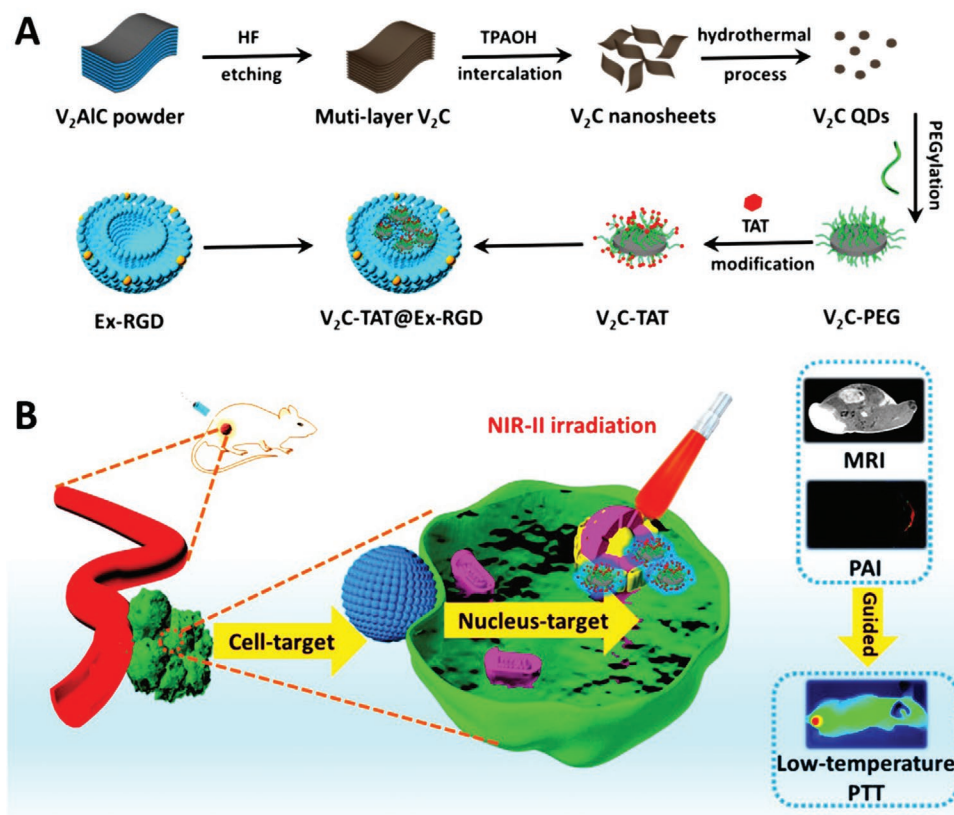 A
HF
etching
TPAOH
intercalation
hydrothermal
process
V₂AlC powder
Muti-layer V₂C
V₂C nanosheets
V₂C QDs
PEGylation
TAT
modification
Ex-RGD
V₂C-TAT@Ex-RGD
V₂C-TAT
V₂C-PEG
B
NIR-II irradiation
Cell-target
Nucleus-target
MRI
PAI
Guided
Low-temperature
PTT